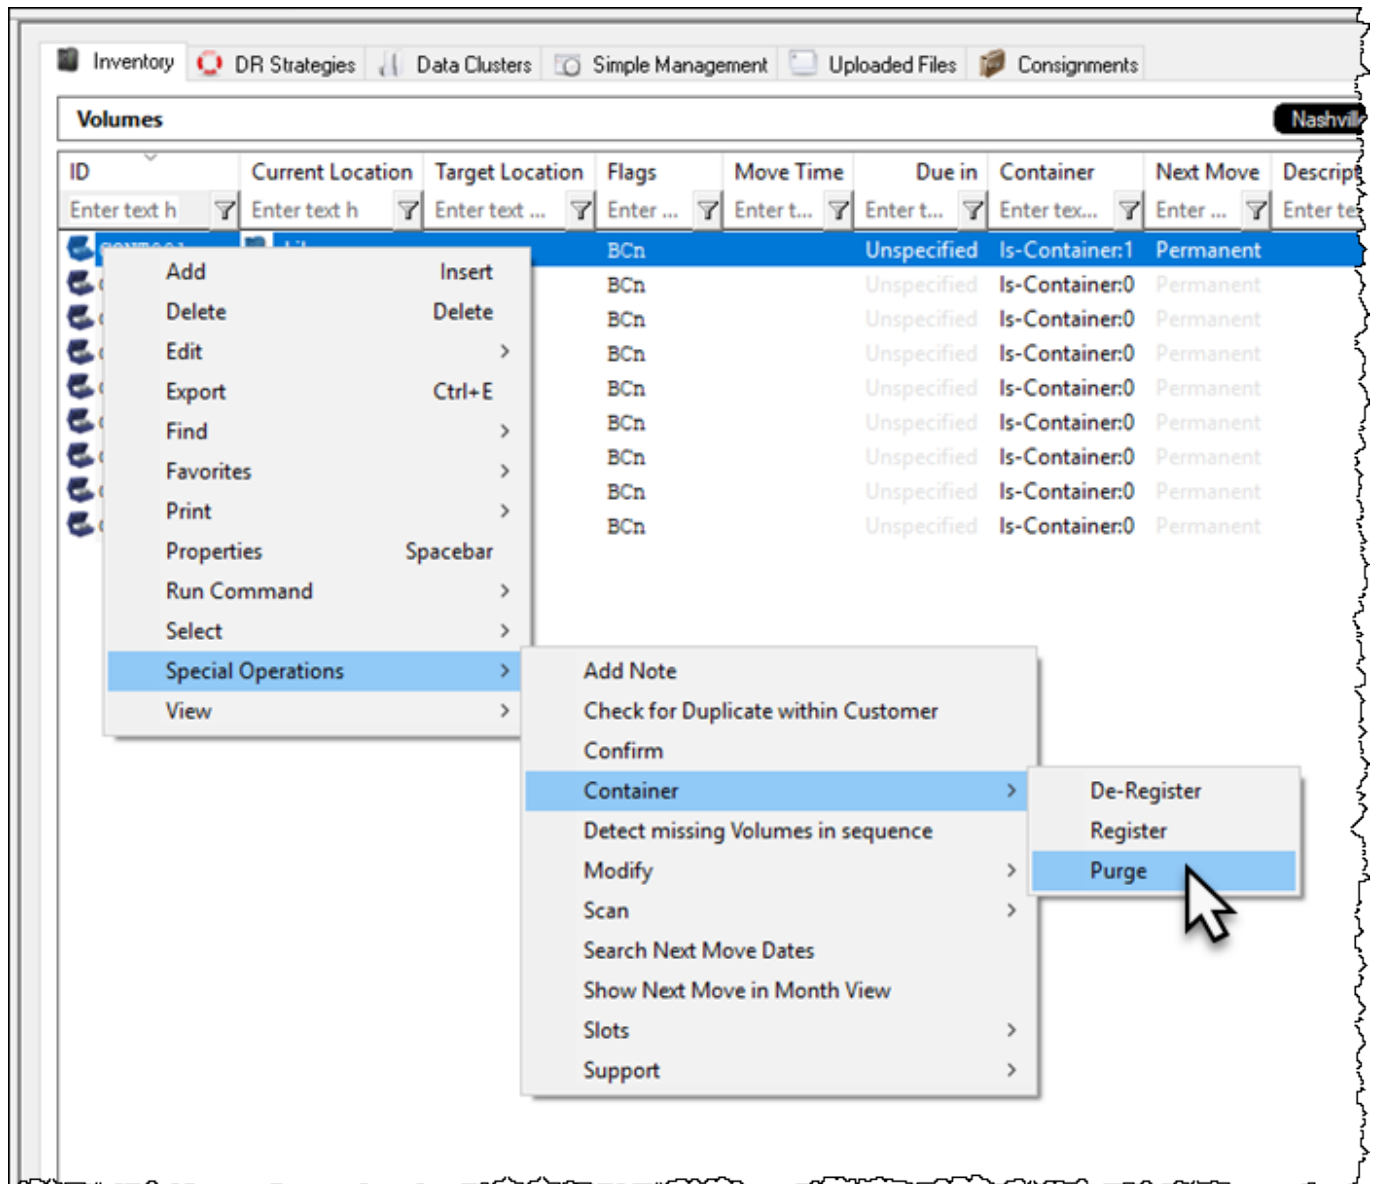 Inventory DR Strategies Data Clusters Simple Management Uploaded Files Consignments
Volumes
ID Current Location Target Location Flags Move Time Due in Container Next Move
Enter text h Enter text h Enter text ... Enter ... Enter t... Enter t... Enter tex... Enter ...
BCn Unspecified Is-Container:1 Permanent
BCn Unspecified Is-Container:0 Permanent
BCn Unspecified Is-Container:0 Permanent
BCn Unspecified Is-Container:0 Permanent
BCn Unspecified Is-Container:0 Permanent
BCn Unspecified Is-Container:0 Permanent
BCn Unspecified Is-Container:0 Permanent
BCn Unspecified Is-Container:0 Permanent
BCn Unspecified Is-Container:0 Permanent
Add Insert
Delete Delete
Edit
Export Ctrl+E
Find
Favorites
Print
Properties Spacebar
Run Command
Select
Special Operations
View
Add Note
Check for Duplicate within Customer
Confirm
Container
Detect missing Volumes in sequence
Modify
Scan
Search Next Move Dates
Show Next Move in Month View
Slots
Support
De-Register
Register
Purge